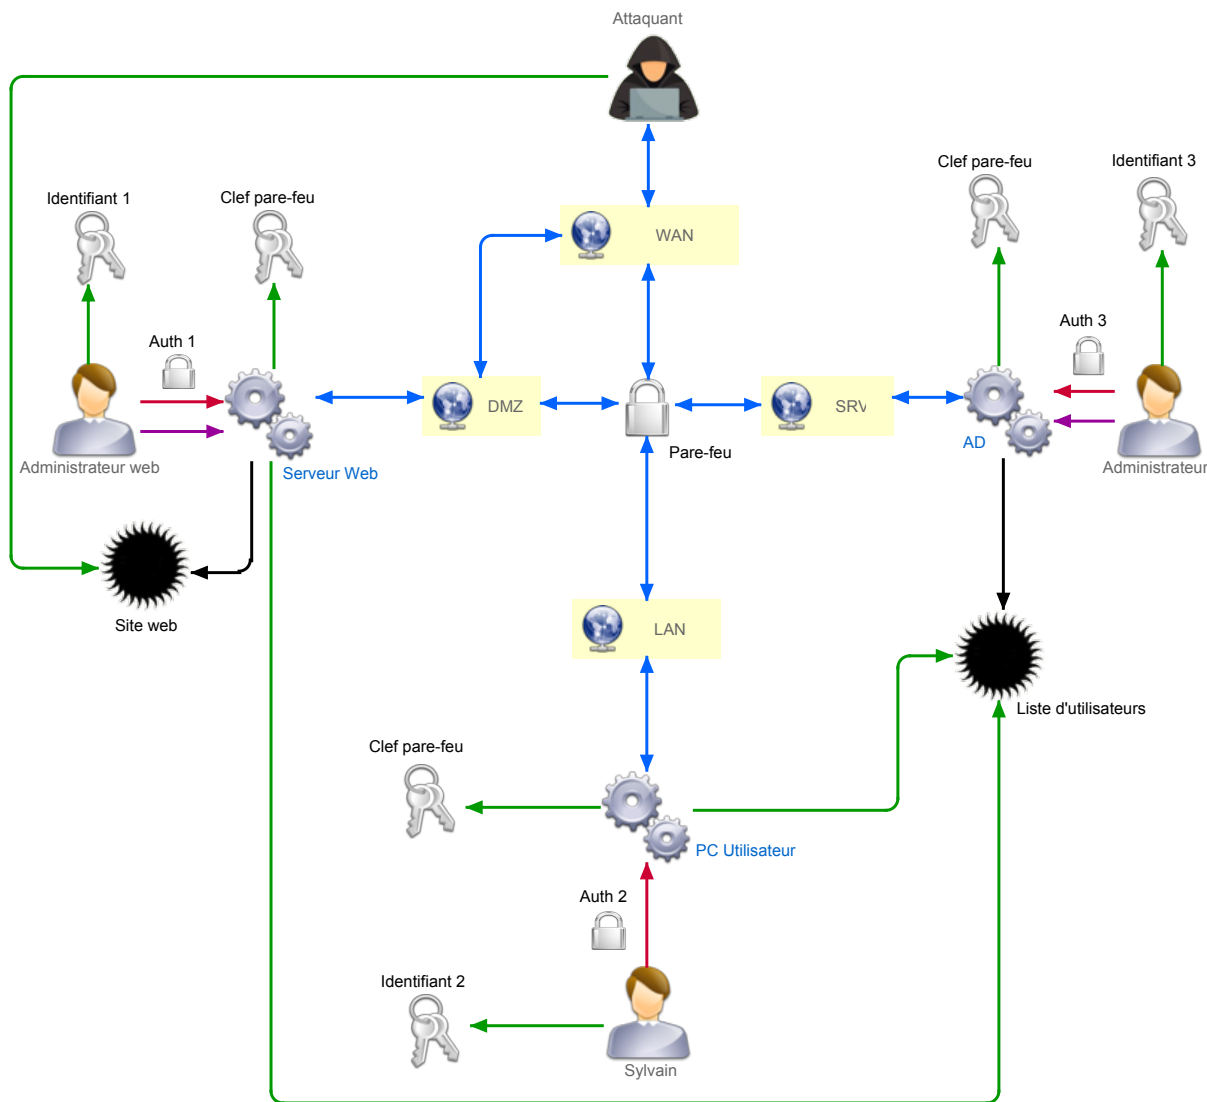 Attaquant
Clef pare-feu
Identifiant 3
Identifiant 1
Clef pare-feu
WAN
Auth 1
Auth 3
DMZ
SRV
Pare-feu
AD
Administrateur web
Serveur Web
Administrateur
Site web
LAN
Liste d'utilisateurs
Clef pare-feu
PC Utilisateur
Auth 2
Identifiant 2
Sylvain